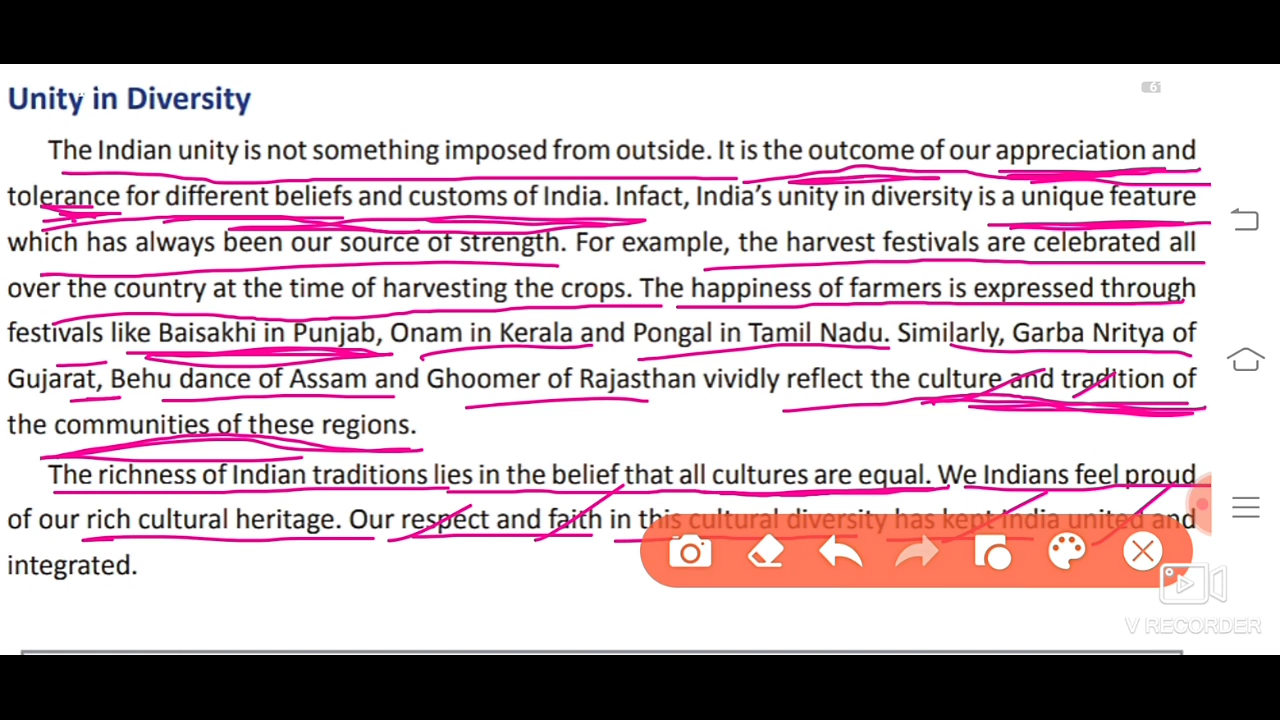 Unity in Diversity
The Indian unity is not something imposed from outside. It is the outcome of our appreciation and
tolerance for different beliefs and customs of India. Infact, India's unity in diversity is a unique feature
which has always been our source of strength. For example, the harvest festivals are celebrated all
over the country at the time of harvesting the crops. The happiness of farmers is expressed through
festivals like Baisakhi in Punjab, Onam in Kerala and Pongal in Tamil Nadu. Similarly, Garba Nritya of
Gujarat, Behu dance of Assam and Ghoomer of Rajasthan vividly reflect the culture and tradition of
the communities of these regions.
The richness of Indian traditions lies in the belief that all cultures are equal. We Indians feel proud
of our rich cultural heritage. Our respect and faith in this cultural diversity has kept India united and
integrated.
V RECORDER